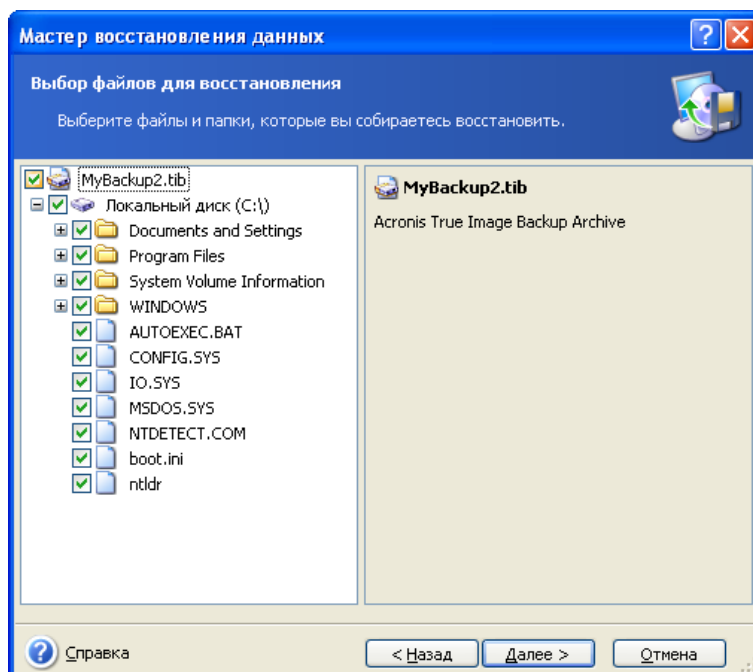 Мастер восстановления данных
Выбор файлов для восстановления
Выберите файлы и папки, которые вы собираетесь восстановить.
MyBackup2.tib
Локальный диск (C:\)
Documents and Settings
Program Files
System Volume Information
WINDOWS
AUTOEXEC.BAT
CONFIG.SYS
IO.SYS
MSDOS.SYS
NTDETECT.COM
boot.ini
ntldr
MyBackup2.tib
Acronis True Image Backup Archive
Справка
< Назад
Далее >
Отмена